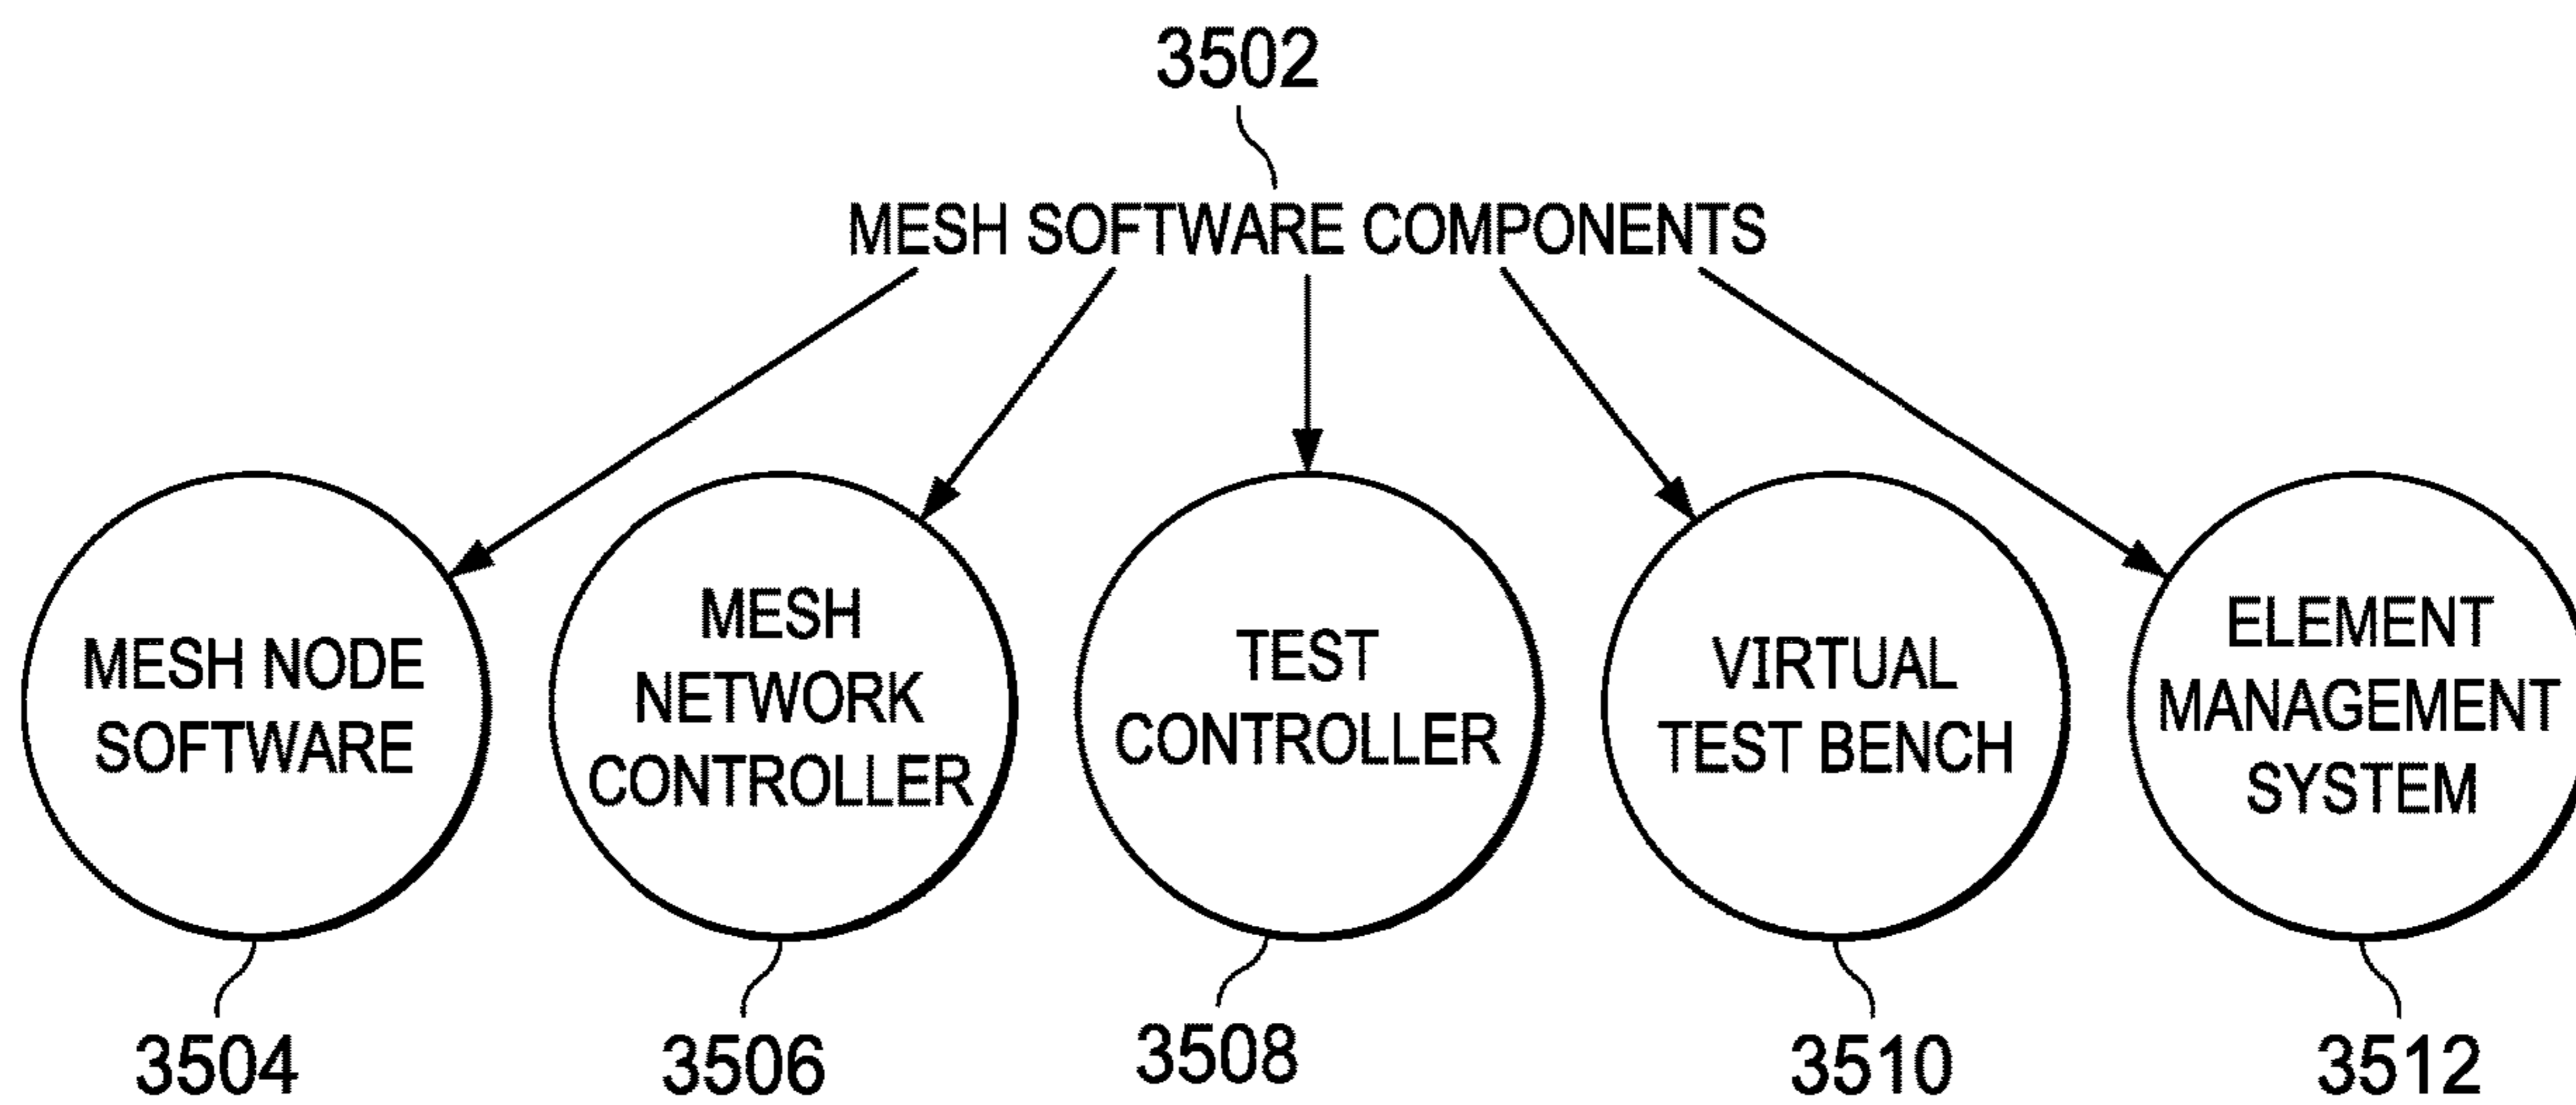 3502
MESH SOFTWARE COMPONENTS
MESH NODE
SOFTWARE
MESH
NETWORK
CONTROLLER
TEST
CONTROLLER
VIRTUAL
TEST BENCH
ELEMENT
MANAGEMENT
SYSTEM
3504
3506
3508
3510
3512